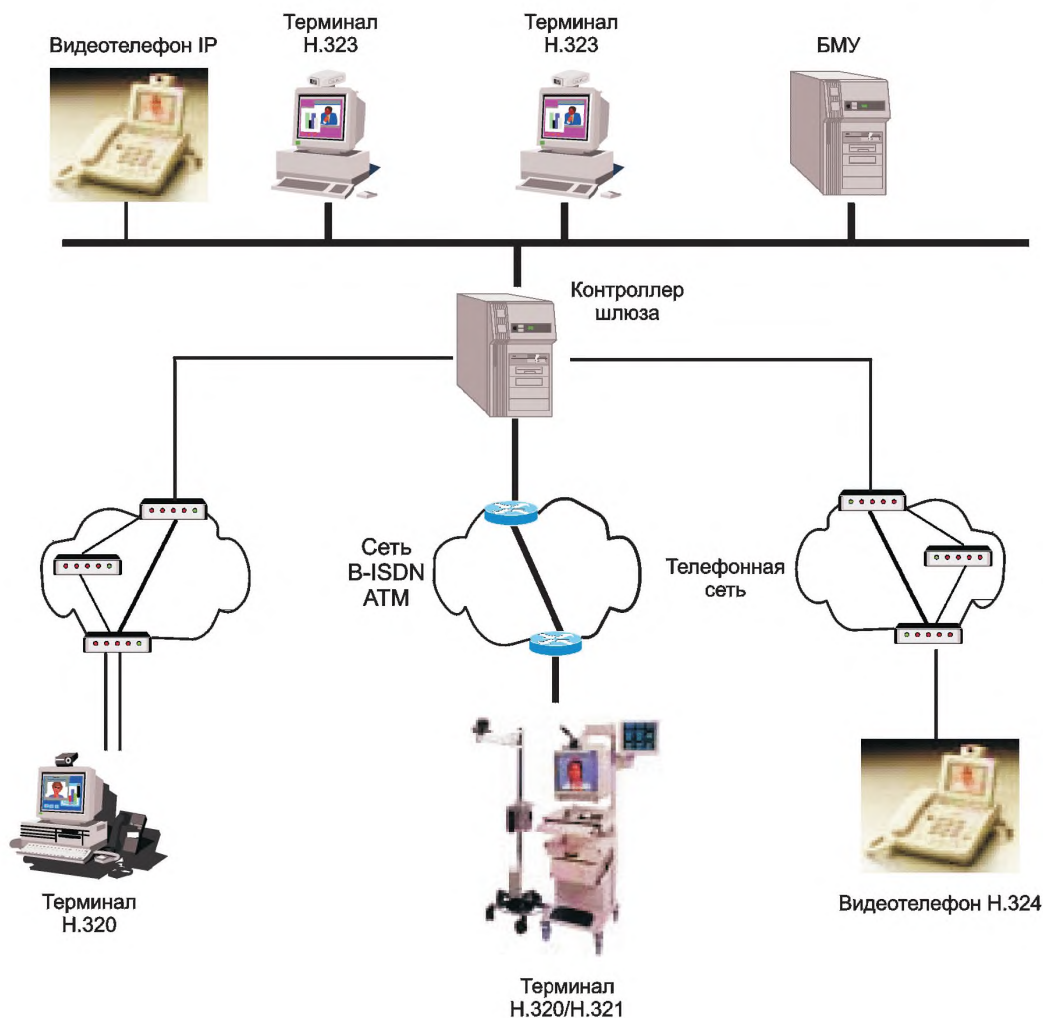 Видеотелефон IP
Терминал
H.323
Терминал
H.323
БМУ
Контроллер
шлюза
Сеть
B-ISDN
ATM
Телефонная
сеть
Терминал
H.320
Терминал
H.320/H.321
Видеотелефон H.324